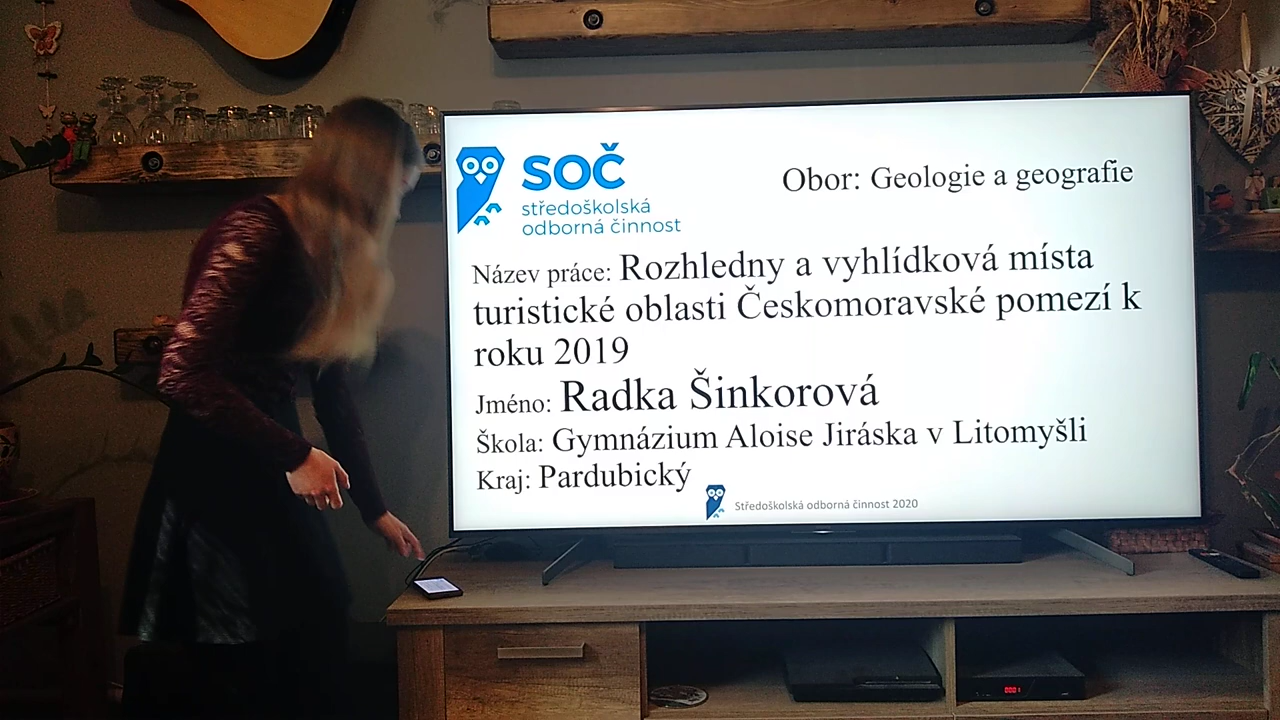 SOČ
středoškolská
odborná činnost
Obor: Geologie a geografie
Název práce: Rozhledny a vyhlídková místa
turistické oblasti Českomoravské pomezí k
roku 2019
Jméno: Radka Šinkorová
Škola: Gymnázium Aloise Jiráska v Litomyšli
Kraj: Pardubický
Středoškolská odborná činnost 2020